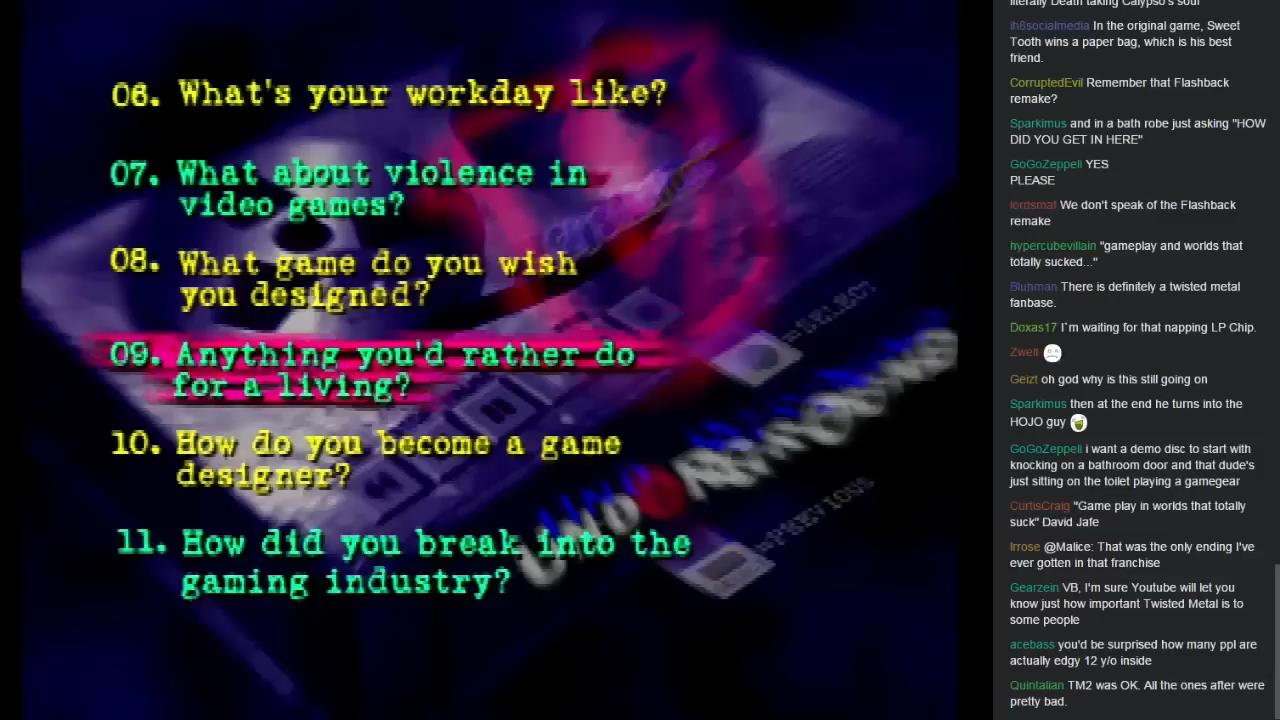 06. What's your workday like?
07. What about violence in
video games?
08. What game do you wish
you designed?
09. Anything you'd rather do
for a living?
10. How do you become a game
designer?
11. How did you break into the
gaming industry?
=SELECT
=PREVIOUS
literally Death taking Calypso's soul
ih8socialmedia In the original game, Sweet
Tooth wins a paper bag, which is his best
friend.
CorruptedEvil Remember that Flashback
remake?
Sparkimus and in a bath robe just asking "HOW
DID YOU GET IN HERE"
GoGoZeppeli YES
PLEASE
lordsmaf We don't speak of the Flashback
remake
hypercubevillain "gameplay and worlds that
totally sucked..."
Bluhman There is definitely a twisted metal
fanbase.
Doxas17 I`m waiting for that napping LP Chip.
Zwell
Geizt oh god why is this still going on
Sparkimus then at the end he turns into the
HOJO guy
GoGoZeppeli i want a demo disc to start with
knocking on a bathroom door and that dude's
just sitting on the toilet playing a gamegear
CurtisCraig "Game play in worlds that totally
suck" David Jafe
Irrose @Malice: That was the only ending I've
ever gotten in that franchise
Gearzein VB, I'm sure Youtube will let you
know just how important Twisted Metal is to
some people
acebass you'd be surprised how many ppl are
actually edgy 12 y/o inside
Quintalian TM2 was OK. All the ones after were
pretty bad.